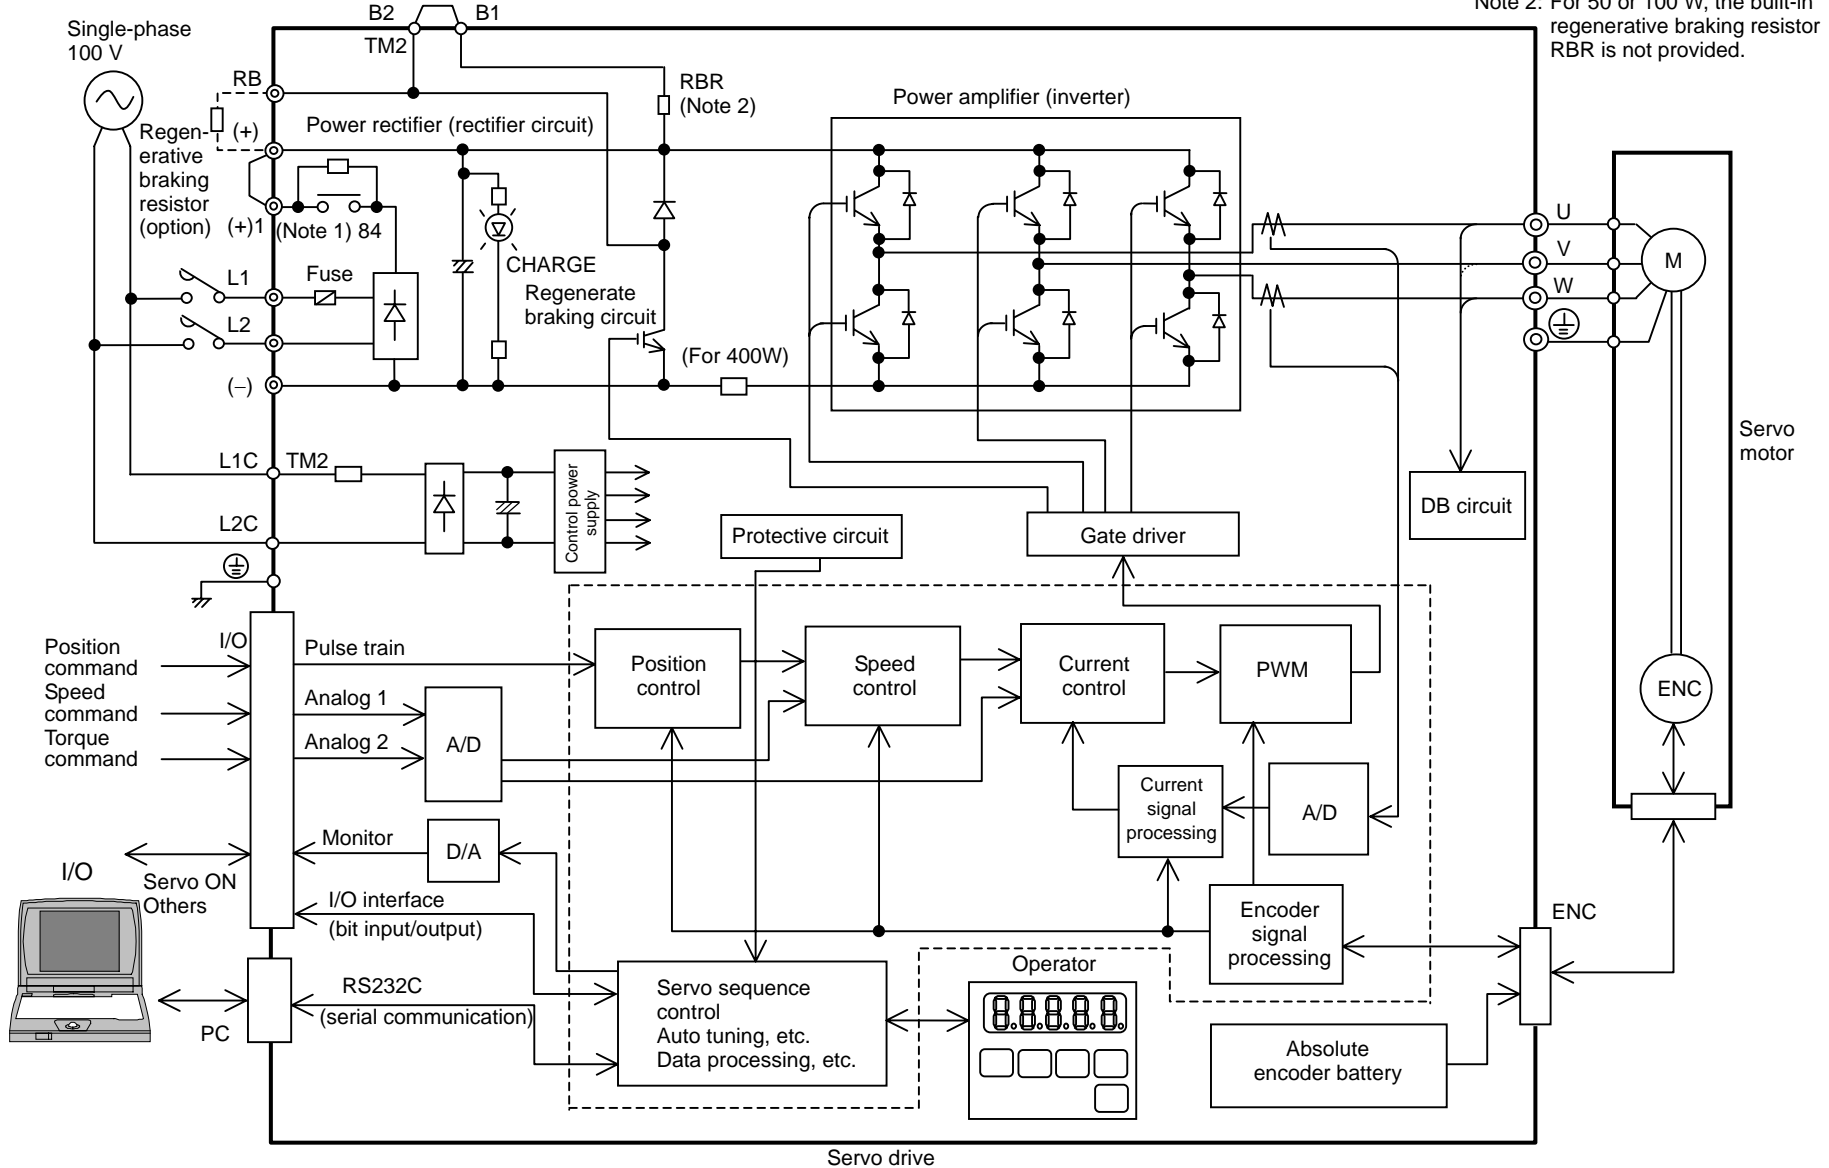 B2
B1
Note 2: For 50 or 100 W, the built-in
regenerative braking resistor
RBR is not provided.
Single-phase
100 V
TM2
RB
RBR
(Note 2)
Power amplifier (inverter)
Regen-
erative
braking
resistor
(option)
(+)
Power rectifier (rectifier circuit)
(+)1
(Note 1) 84
U
V
W
M
CHARGE
Regenerate
braking circuit
L1
Fuse
L2
(For 400W)
(−)
Servo
motor
L1C
TM2
L2C
Control power
supply
Protective circuit
Gate driver
DB circuit
I/O
Position
command
Speed
command
Torque
command
Pulse train
Analog 1
Analog 2
A/D
Position
control
Speed
control
Current
control
PWM
ENC
Current
signal
processing
A/D
Monitor
D/A
I/O
Servo ON
Others
I/O interface
(bit input/output)
Encoder
signal
processing
ENC
RS232C
(serial communication)
PC
Servo sequence
control
Auto tuning, etc.
Data processing, etc.
Operator
8.8.8.8.8.
Absolute
encoder battery
Servo drive